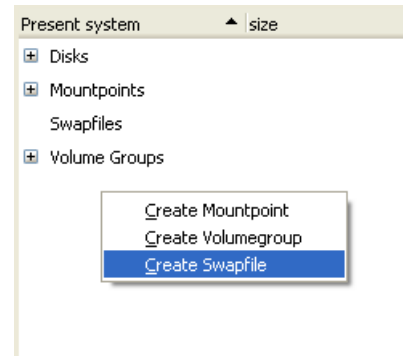 Present system size
Disks
Mountpoints
Swapfiles
Volume Groups
Create Mountpoint
Create Volumegroup
Create Swapfile